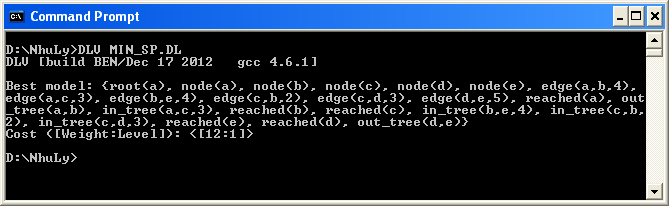 Command Prompt
D:\NhuLy>DLV MIN_SP.DL
DLV [build BEN/Dec 17 2012   gcc 4.6.1]
Best model: {root(a), node(a), node(b), node(c), node(d), node(e), edge(a,b,4),
edge(a,c,3), edge(b,e,4), edge(c,b,2), edge(c,d,3), edge(d,e,5), reached(a), out
_tree(a,b), in_tree(a,c,3), reached(b), reached(c), in_tree(b,e,4), in_tree(c,b,
2), in_tree(c,d,3), reached(e), reached(d), out_tree(d,e)}
Cost ([Weight:Level]): <[12:1]>
D:\NhuLy>